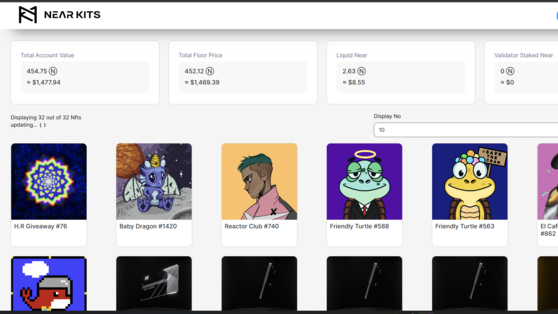 NEAR KITS
Total Account Value
454.75 N
≈ $1,477.94
Total Floor Price
452.12 N
≈ $1,469.39
Liquid Near
2.63 N
≈ $8.55
Validator Staked Near
0 N
≈ $0
Displaying 32 out of 32 Nfts
updating...
Display No
10
H.R Giveaway #76
Baby Dragon #1420
Reactor Club #740
Friendly Turtle #588
Friendly Turtle #563
El Caf
#862